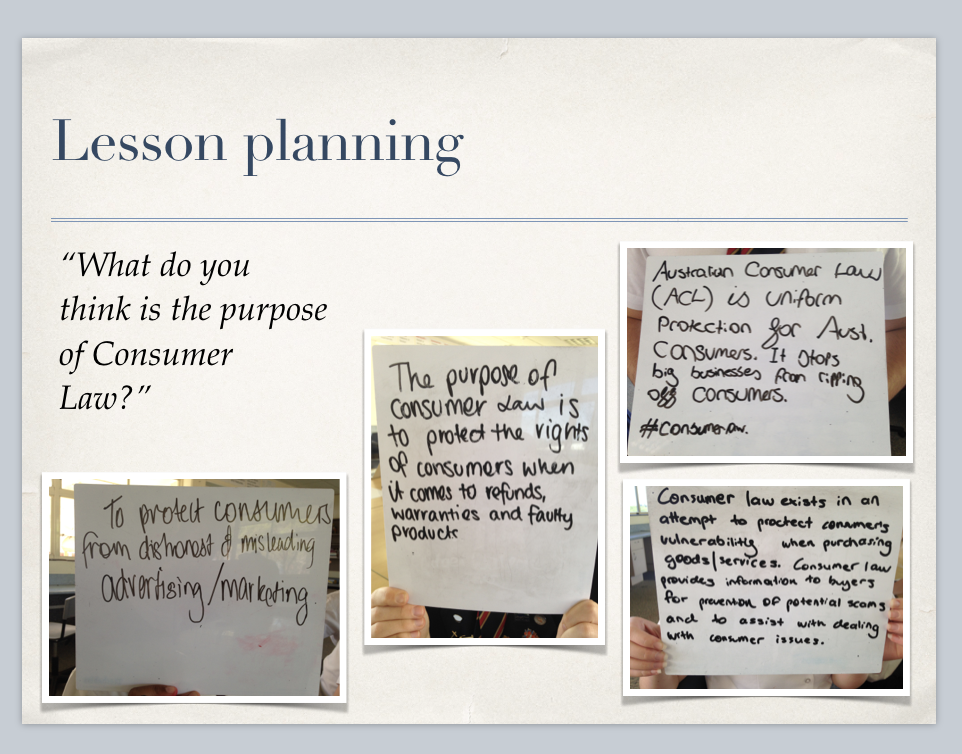 Lesson planning
“What do you
think is the purpose
of Consumer
Law?”
To protect consumers
from dishonest & misleading
advertising/marketing.
The purpose of
consumer Law is
to protect the rights
of consumers when
it comes to refunds,
warranties and faulty
products
Australian Consumer Law
(ACL) is uniform
Protection for Aust.
Consumers. It stops
big businesses from ripping
off consumers.
#Consumerlaw.
Consumer law exists in an
attempt to proctect consumers
vulnerability when purchasing
goods/services. Consumer law
provides information to buyers
for prevention of potential scams
and to assist with dealing
with consumer issues.